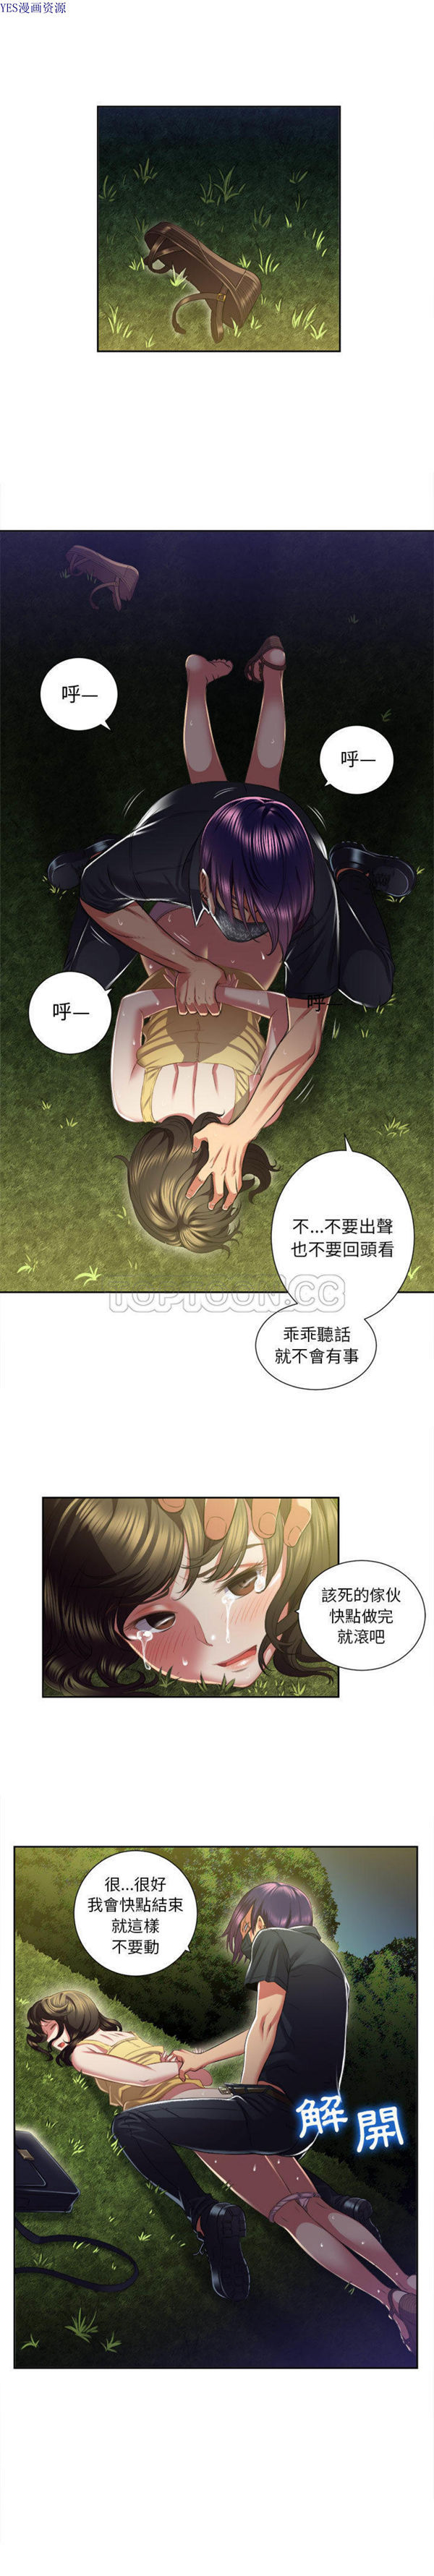 YES漫画资源
呼—
呼—
呼—
呼—
不...不要出聲
也不要回頭看
TOPTOON.CC
乖乖聽話
就不會有事
該死的傢伙
快點做完
就滾吧
很...很好
我會快點結束
就這樣
不要動
解開